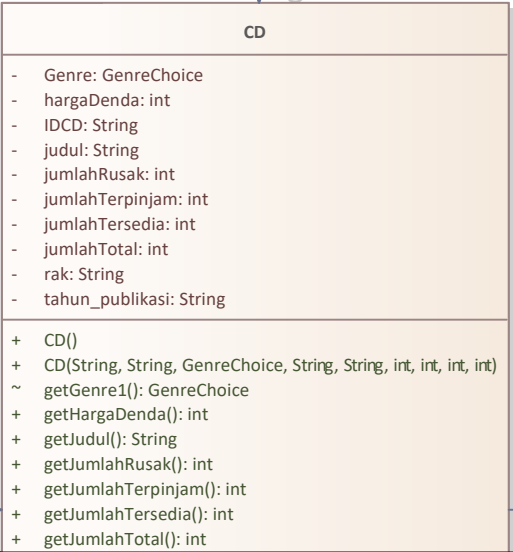 CD
- Genre: GenreChoice
- hargaDenda: int
- IDCD: String
- judul: String
- jumlahRusak: int
- jumlahTerpinjam: int
- jumlahTersedia: int
- jumlahTotal: int
- rak: String
- tahun_publikasi: String
+ CD()
+ CD(String, String, GenreChoice, String, String, int, int, int, int)
~ getGenre1(): GenreChoice
+ getHargaDenda(): int
+ getJudul(): String
+ getJumlahRusak(): int
+ getJumlahTerpinjam(): int
+ getJumlahTersedia(): int
+ getJumlahTotal(): int